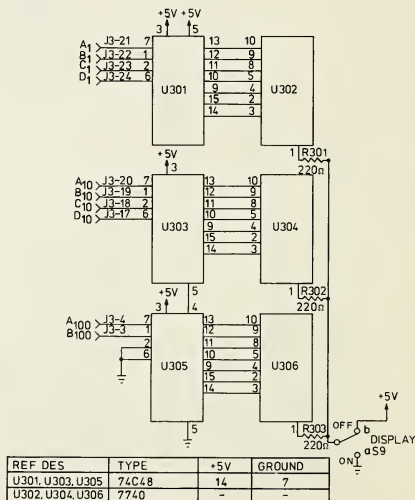 +5V +5V
3 5
A1 J3-21 7 13 10
B1 J3-22 1 12 9
C1 J3-23 2 11 8
D1 J3-24 6 10 5
9 4
15 2
14 3
U301 U302
1 R301
220Ω
+5V
3
A10 J3-20 7 13 10
B10 J3-19 1 12 9
C10 J3-18 2 11 8
D10 J3-17 6 10 5
9 4
15 2
14 3
U303 U304
5
1 R302
220Ω
+5V
3 4
A100 J3-4 7 13 10
B100 J3-3 1 12 9
2 11 8
6 10 5
9 4
15 2
14 3
U305 U306
5
1 R303
220Ω
+5V
OFF b
DISPLAY
a S9
ON
REF DES TYPE +5V GROUND
U301, U303, U305 74C48 14 7
U302, U304, U306 7740 - -